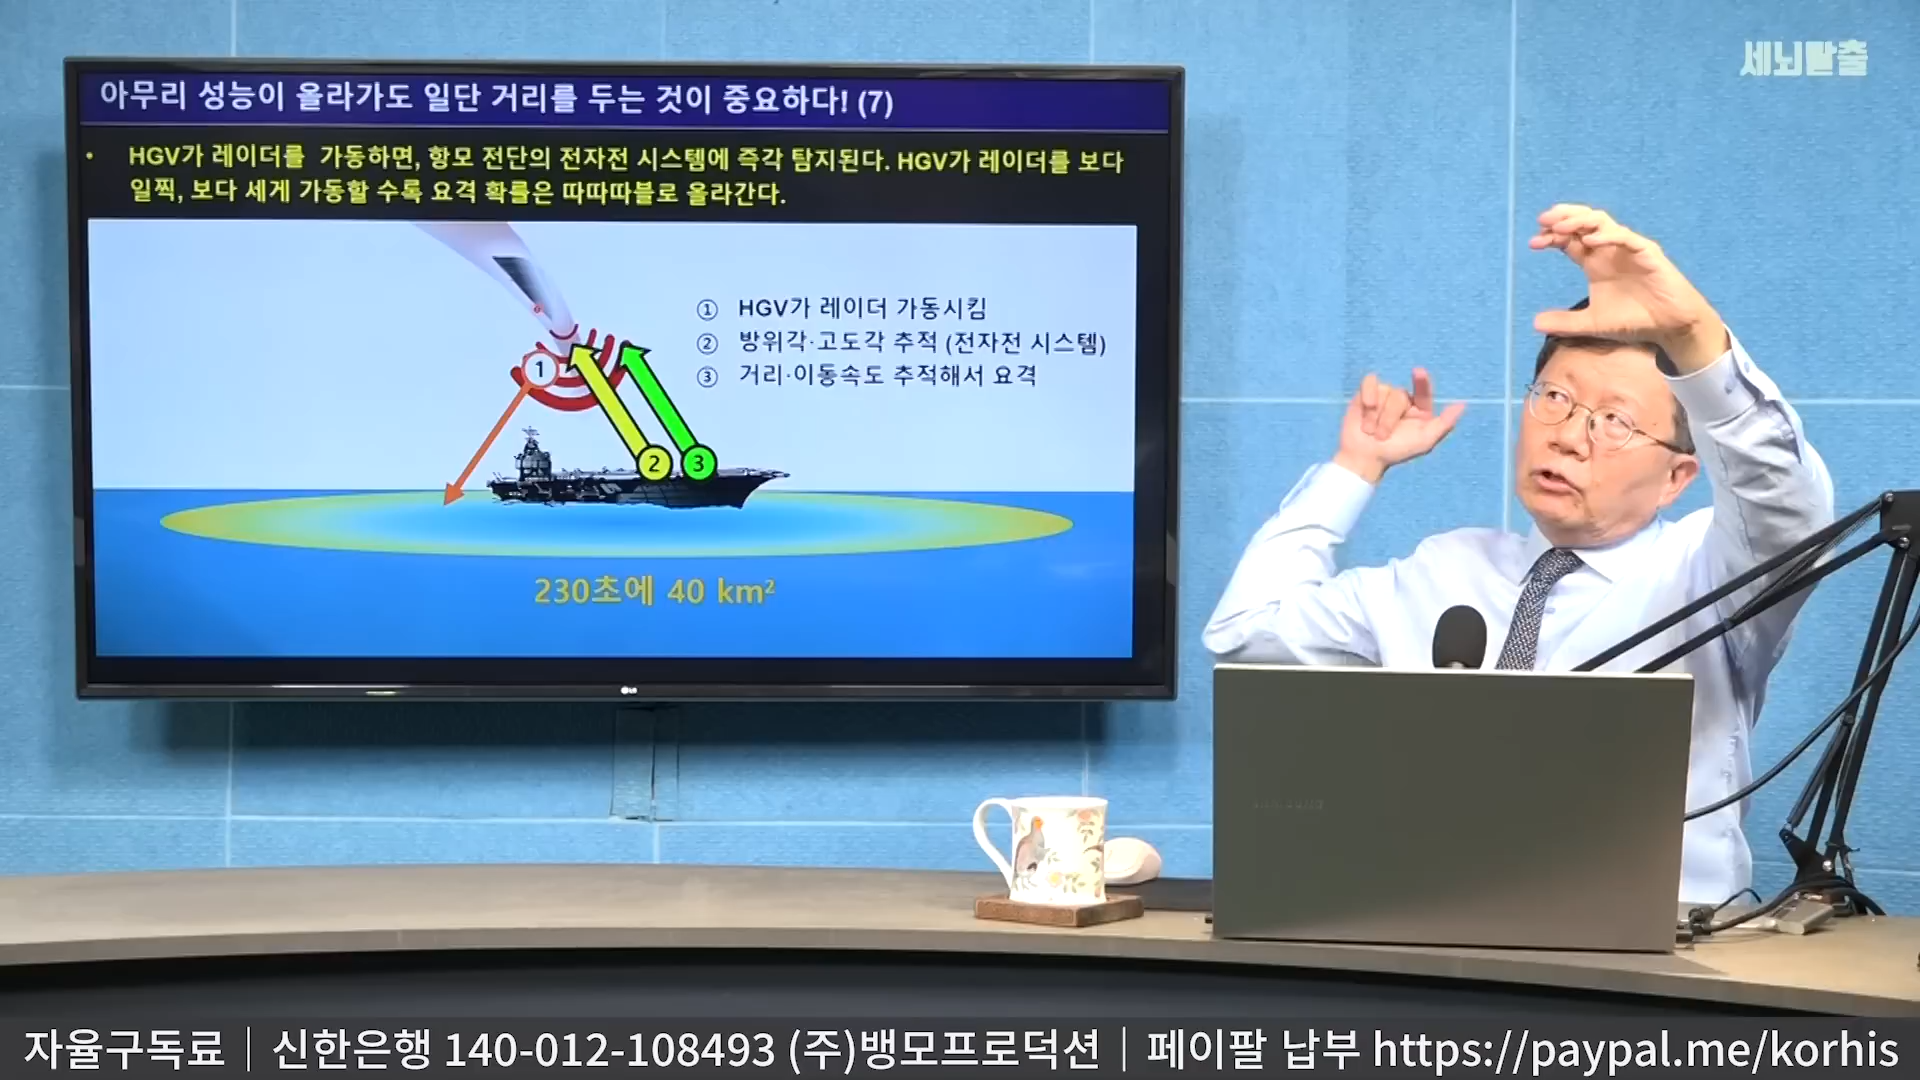 세뇌탈출
아무리 성능이 올라가도 일단 거리를 두는 것이 중요하다! (7)
• HGV가 레이더를 가동하면, 항모 전단의 전자전 시스템에 즉각 탐지된다. HGV가 레이더를 보다
일찍, 보다 세게 가동할 수록 요격 확률은 따따따블로 올라간다.
① HGV가 레이더 가동시킴
② 방위각·고도각 추적 (전자전 시스템)
③ 거리·이동속도 추적해서 요격
1
2
3
230초에 40 km²
LG
자율구독료｜신한은행 140-012-108493 (주)뱅모프로덕션｜페이팔 납부 https://paypal.me/korhis